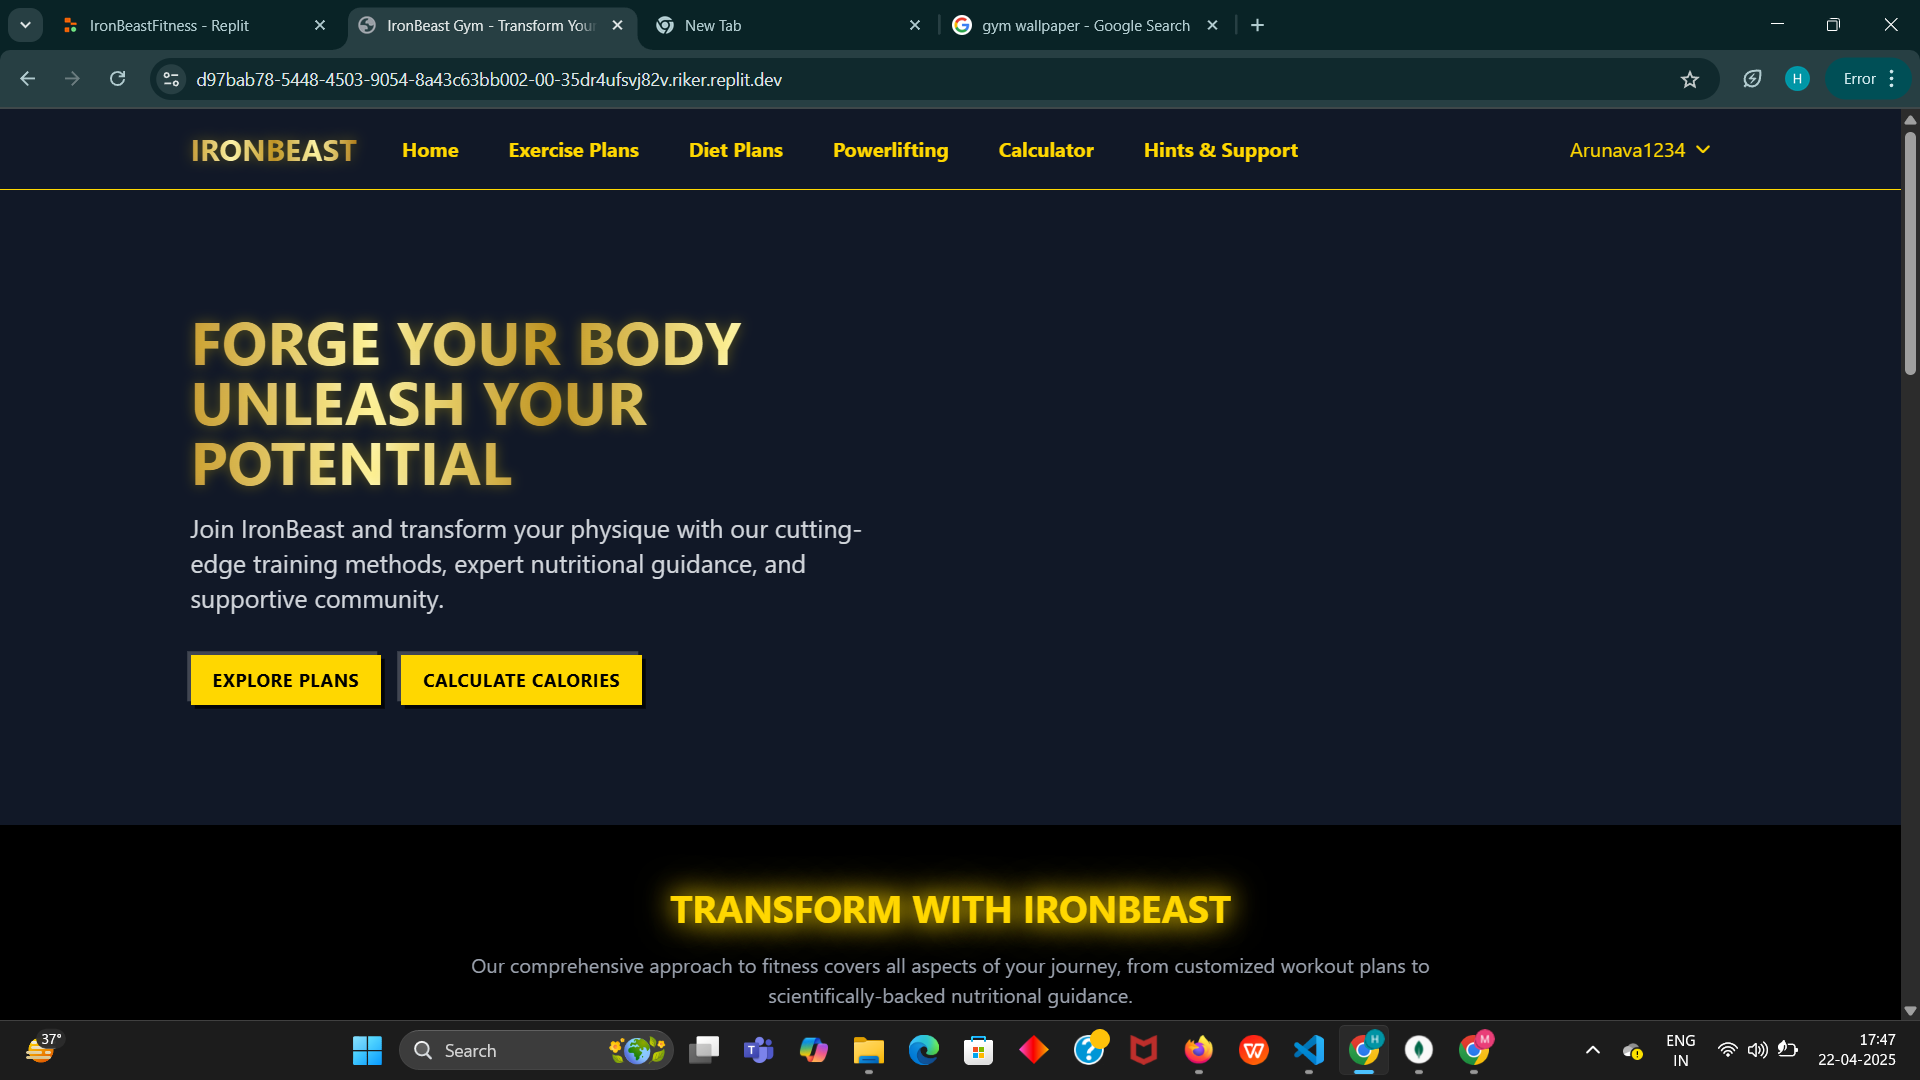 IronBeastFitness - Replit
IronBeast Gym - Transform You
New Tab
gym wallpaper - Google Search
d97bab78-5448-4503-9054-8a43c63bb002-00-35dr4ufsvj82v.riker.replit.dev
H
Error
IRONBEAST
Home
Exercise Plans
Diet Plans
Powerlifting
Calculator
Hints & Support
Arunava1234
FORGE YOUR BODY
UNLEASH YOUR
POTENTIAL
Join IronBeast and transform your physique with our cutting-
edge training methods, expert nutritional guidance, and
supportive community.
EXPLORE PLANS
CALCULATE CALORIES
TRANSFORM WITH IRONBEAST
Our comprehensive approach to fitness covers all aspects of your journey, from customized workout plans to
scientifically-backed nutritional guidance.
37°
Search
T
W
H
M
ENG
IN
17:47
22-04-2025